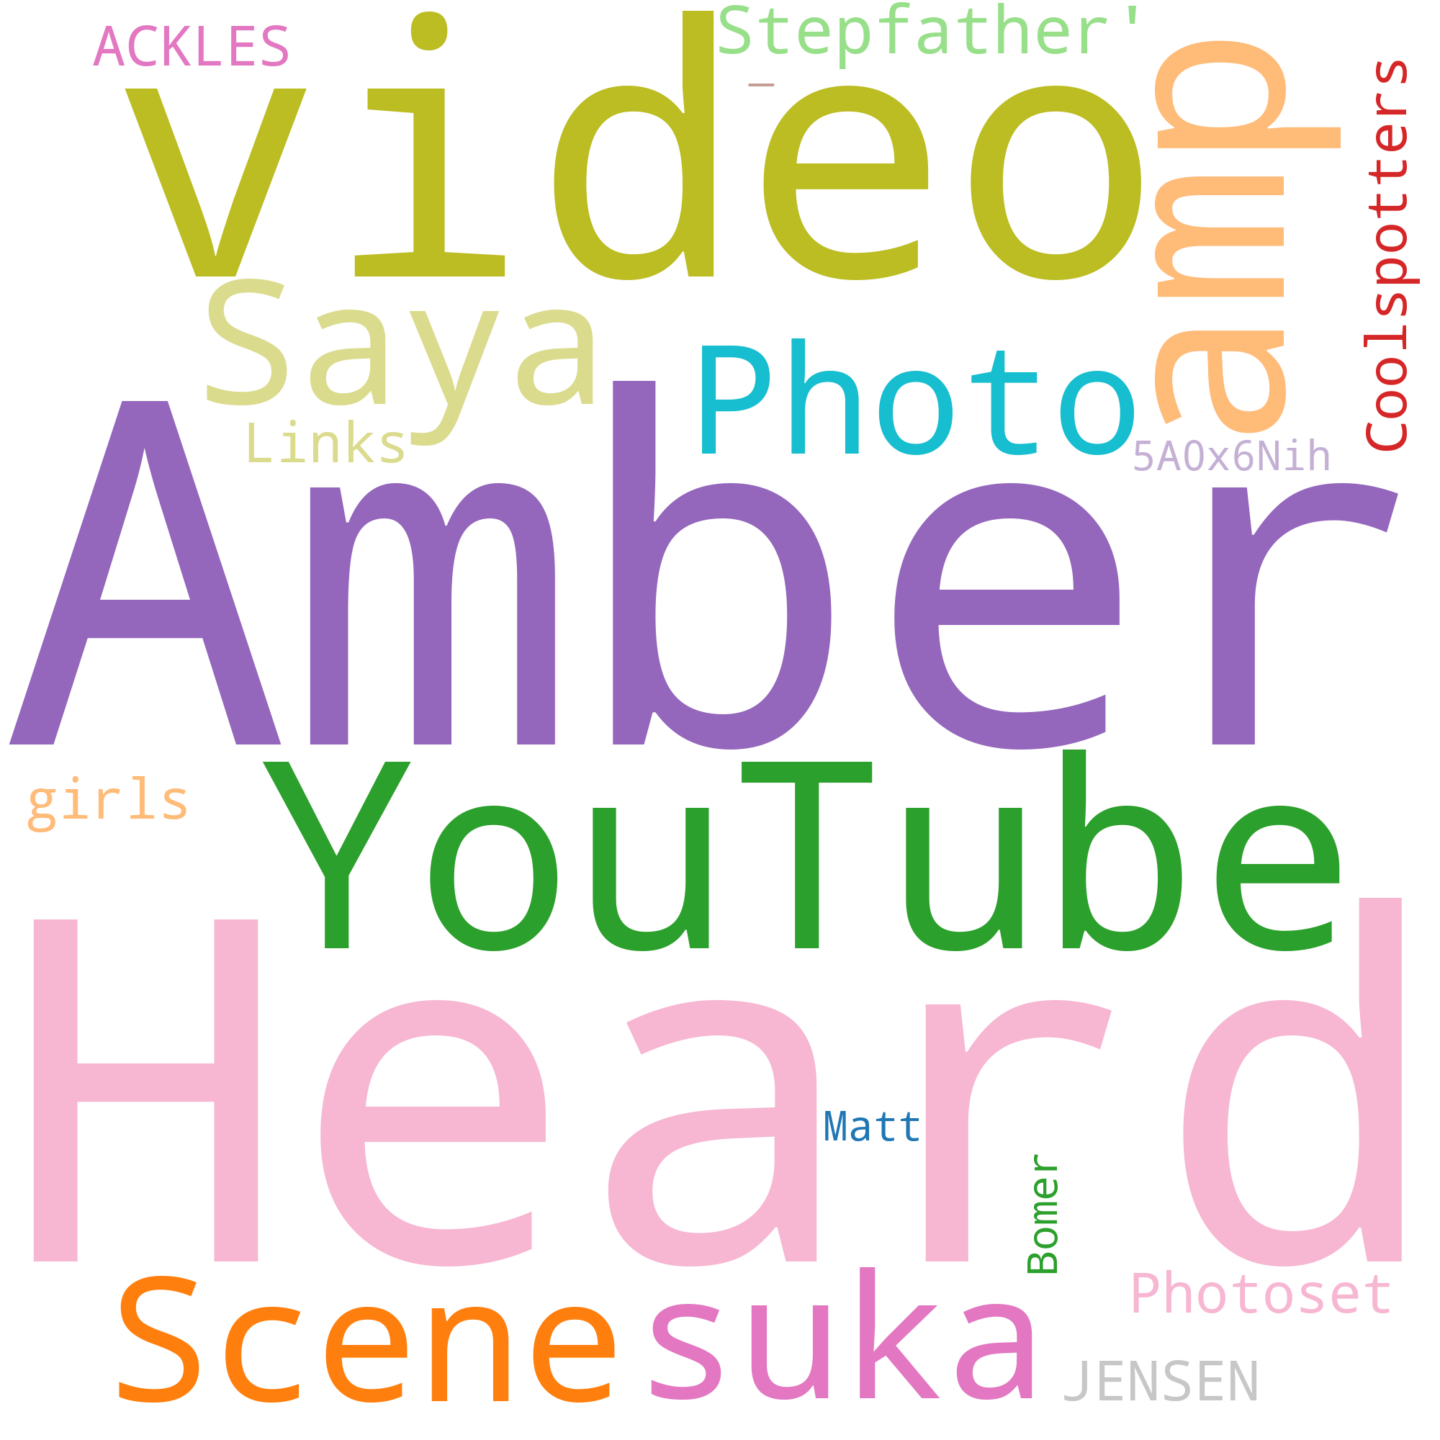 Stepfather'
ACKLES
video
_
amp
Coolspotters
Saya
Photo
Links
5A0x6Nih
Amber
girls
YouTube
Heard
Matt
Bomer
Scene
suka
Photoset
JENSEN